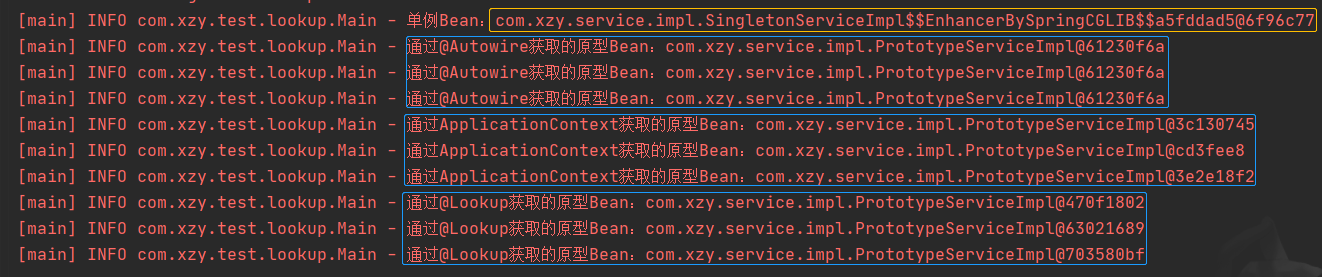 [main] INFO com.xzy.test.lookup.Main - 单例Bean：com.xzy.service.impl.SingletonServiceImpl$$EnhancerBySpringCGLIB$$a5fddad5@6f96c77
[main] INFO com.xzy.test.lookup.Main - 通过@Autowire获取的原型Bean：com.xzy.service.impl.PrototypeServiceImpl@61230f6a
[main] INFO com.xzy.test.lookup.Main - 通过@Autowire获取的原型Bean：com.xzy.service.impl.PrototypeServiceImpl@61230f6a
[main] INFO com.xzy.test.lookup.Main - 通过@Autowire获取的原型Bean：com.xzy.service.impl.PrototypeServiceImpl@61230f6a
[main] INFO com.xzy.test.lookup.Main - 通过ApplicationContext获取的原型Bean：com.xzy.service.impl.PrototypeServiceImpl@3c130745
[main] INFO com.xzy.test.lookup.Main - 通过ApplicationContext获取的原型Bean：com.xzy.service.impl.PrototypeServiceImpl@cd3fee8
[main] INFO com.xzy.test.lookup.Main - 通过ApplicationContext获取的原型Bean：com.xzy.service.impl.PrototypeServiceImpl@3e2e18f2
[main] INFO com.xzy.test.lookup.Main - 通过@Lookup获取的原型Bean：com.xzy.service.impl.PrototypeServiceImpl@470f1802
[main] INFO com.xzy.test.lookup.Main - 通过@Lookup获取的原型Bean：com.xzy.service.impl.PrototypeServiceImpl@63021689
[main] INFO com.xzy.test.lookup.Main - 通过@Lookup获取的原型Bean：com.xzy.service.impl.PrototypeServiceImpl@703580bf